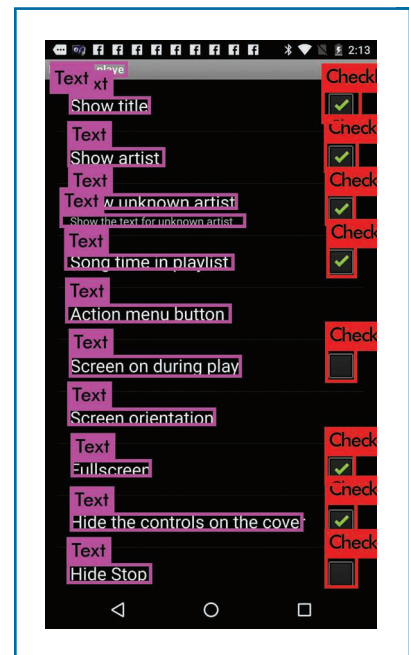 2:13
playe
Text
xt
Check
Show title
Text
Check
Show artist
Text
Check
Text
w unknown artist
Show the text for unknown artist
Text
Check
Song time in playlist
Text
Action menu button
Text
Check
Screen on during play
Text
Screen orientation
Text
Check
Fullscreen
Text
Check
Hide the controls on the cover
Text
Check
Hide Stop